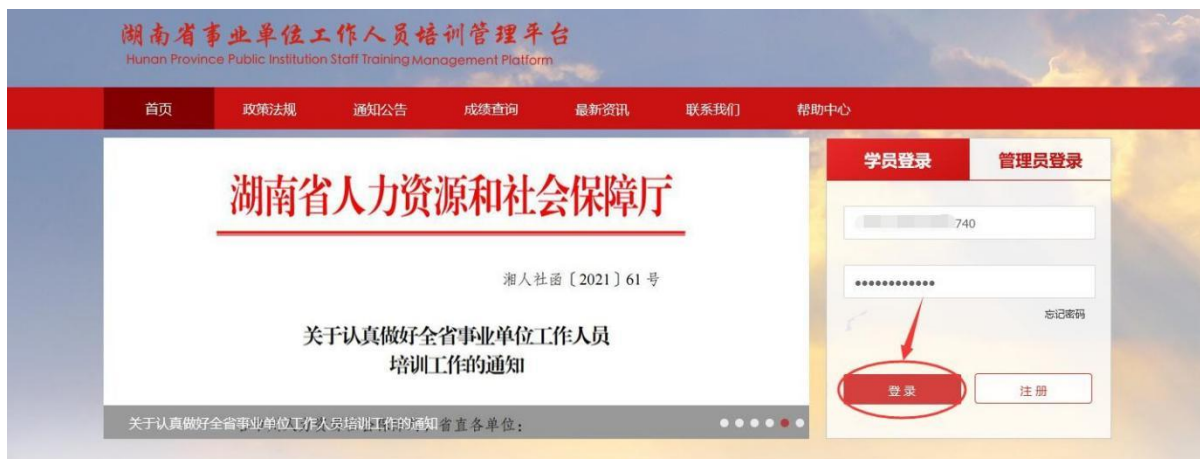 湖南省事业单位工作人员培训管理平台
Hunan Province Public Institution Staff Training Management Platform
首页 政策法规 通知公告 成绩查询 最新资讯 联系我们 帮助中心
湖南省人力资源和社会保障厅
湘人社函〔2021〕61 号
关于认真做好全省事业单位工作人员
培训工作的通知
关于认真做好全省事业单位工作人员培训工作的通知
省直各单位：
学员登录 管理员登录
740
忘记密码
登录 注册